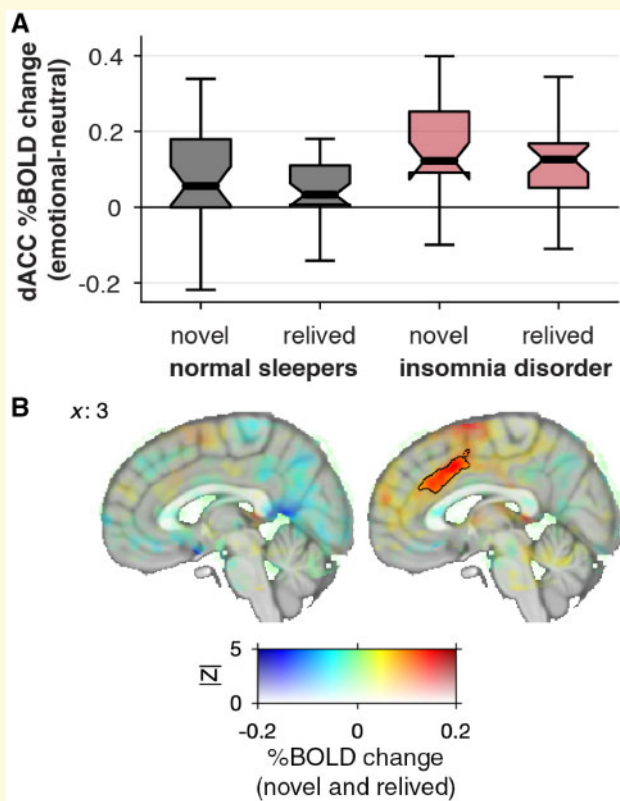 A
dACC %BOLD change
(emotional-neutral)
0.4
0.2
0
-0.2
novel relived novel relived
normal sleepers insomnia disorder
B
x: 3
|Z|
5
0
-0.2 0 0.2
%BOLD change
(novel and relived)